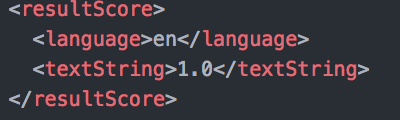 <resultScore>
<language>en</language>
<textString>1.0</textString>
</resultScore>